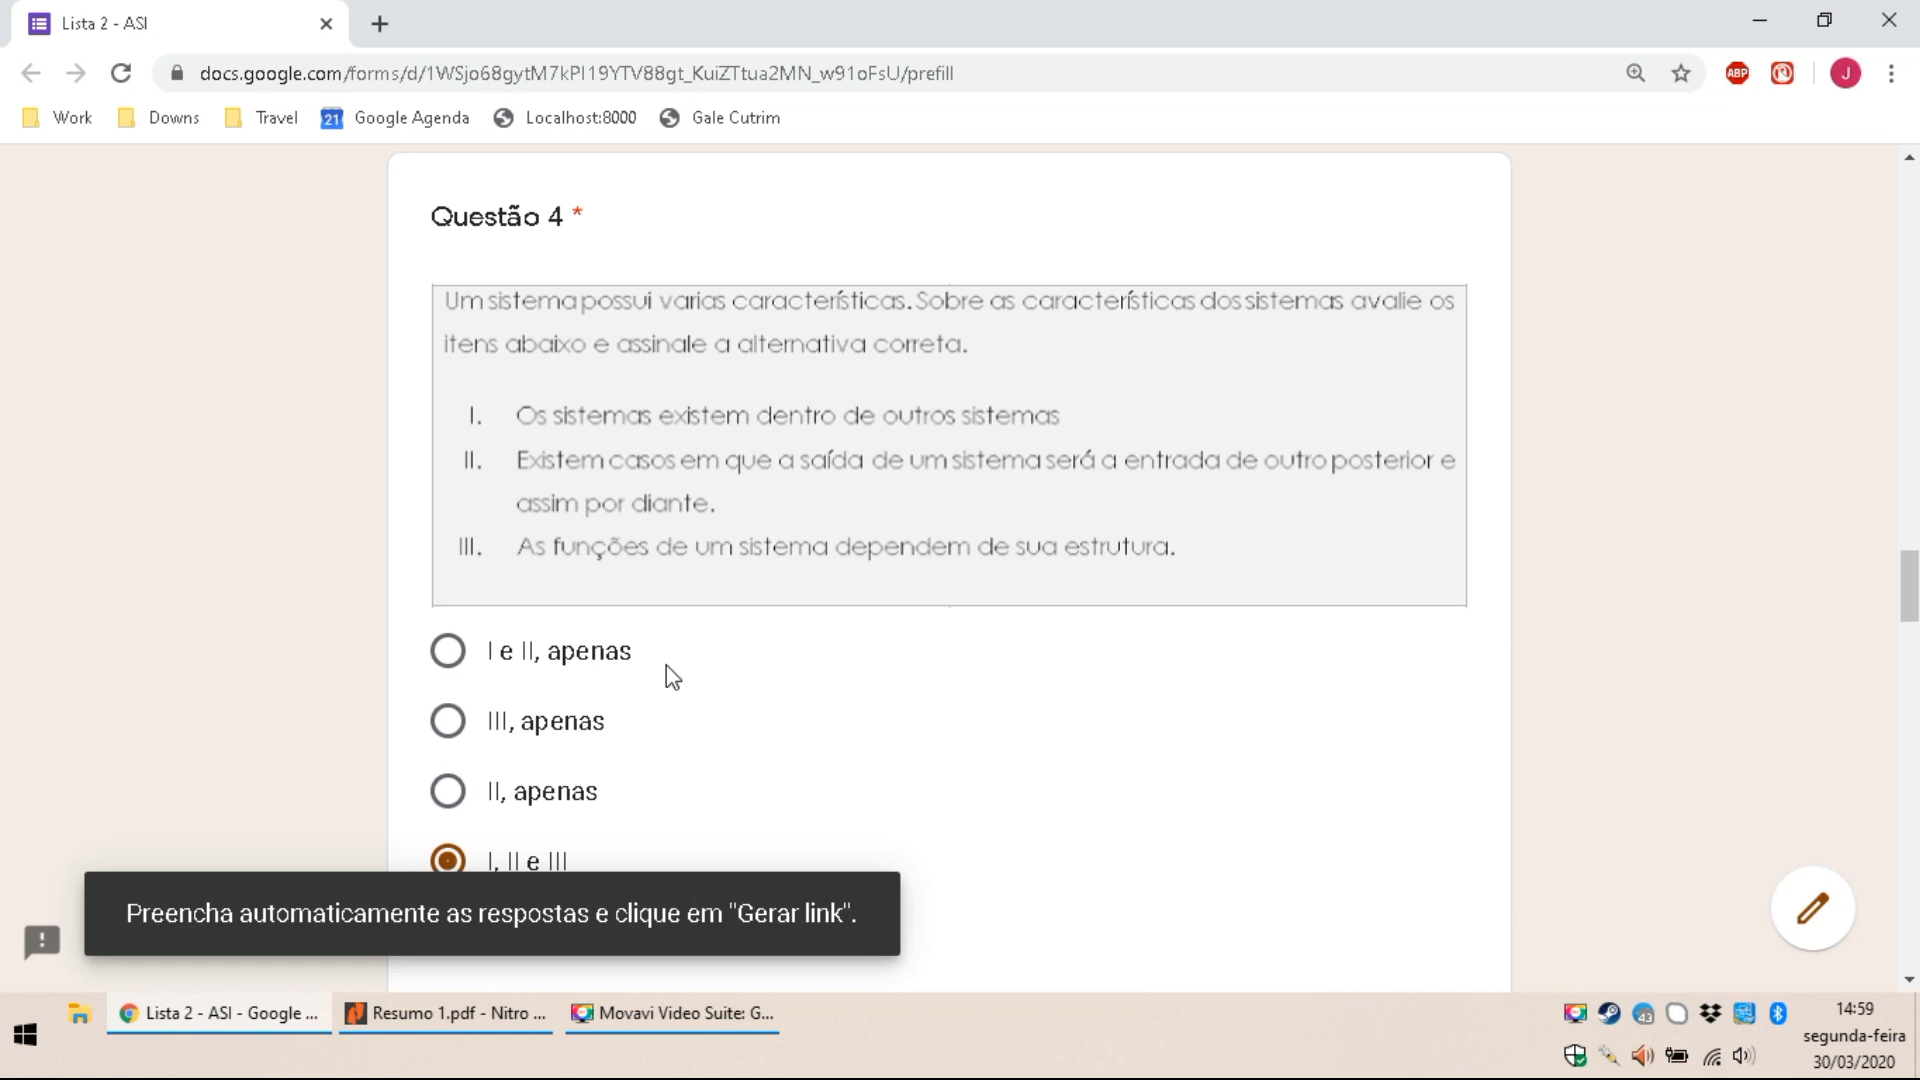 Lista 2 - ASI
docs.google.com/forms/d/1WSjo68gytM7kPI19YTV88gt_KuiZTtua2MN_w91oFsU/prefill
ABP
J
Work
Downs
Travel
21
Google Agenda
Localhost:8000
Gale Cutrim
Questão 4 *
Um sistema possui varias características. Sobre as características dos sistemas avalie os
itens abaixo e assinale a alternativa correta.
I. Os sistemas existem dentro de outros sistemas
II. Existem casos em que a saída de um sistema será a entrada de outro posterior e
assim por diante.
III. As funções de um sistema dependem de sua estrutura.
I e II, apenas
III, apenas
II, apenas
I, II e III
Preencha automaticamente as respostas e clique em "Gerar link".
Lista 2 - ASI - Google ...
Resumo 1.pdf - Nitro ...
Movavi Video Suite: G...
43
14:59
segunda-feira
30/03/2020